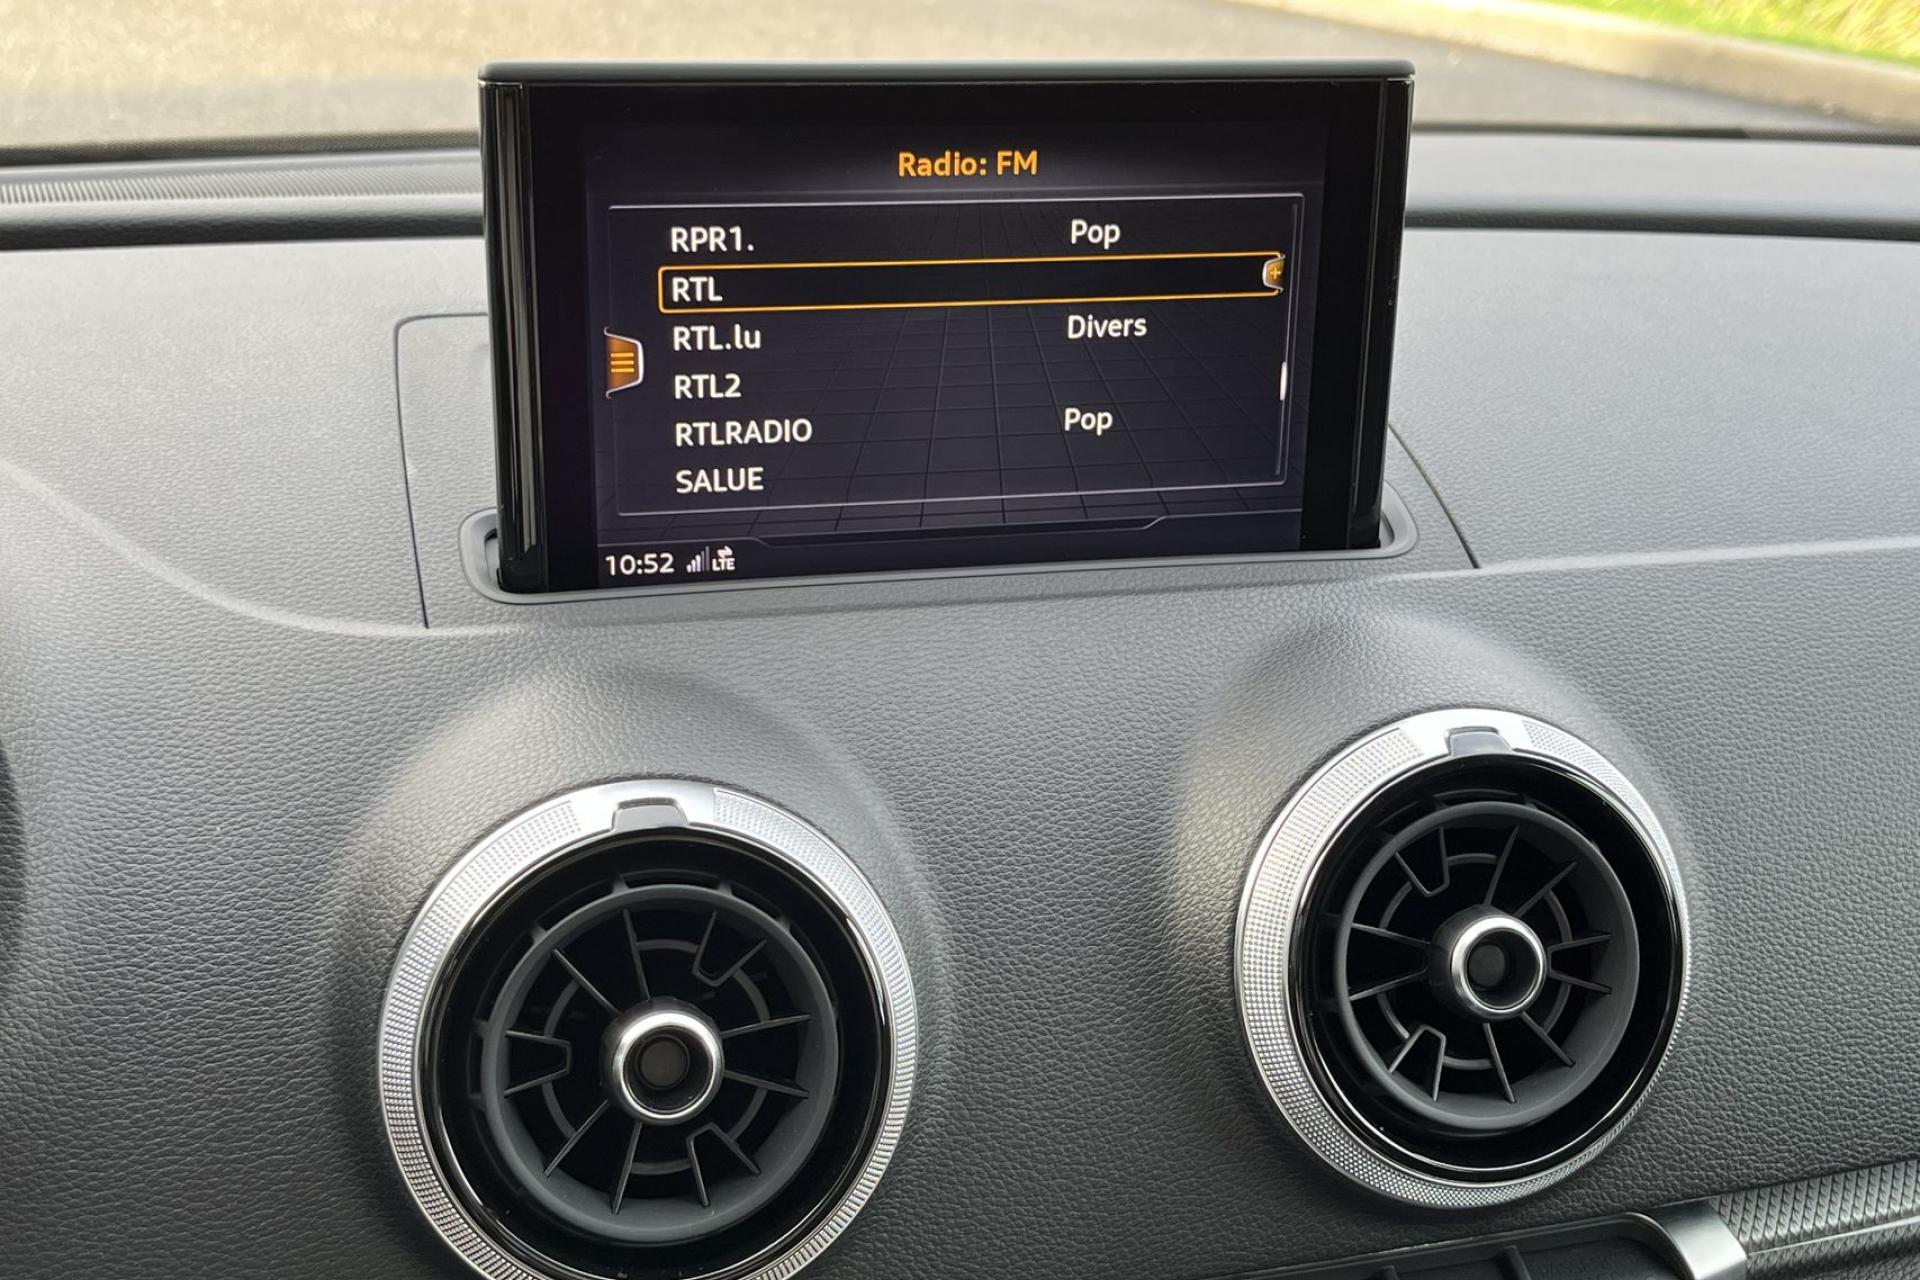 Radio: FM
RPR1. Pop
RTL
RTL.lu Divers
RTL2
RTLRADIO Pop
SALUE
10:52 LTE